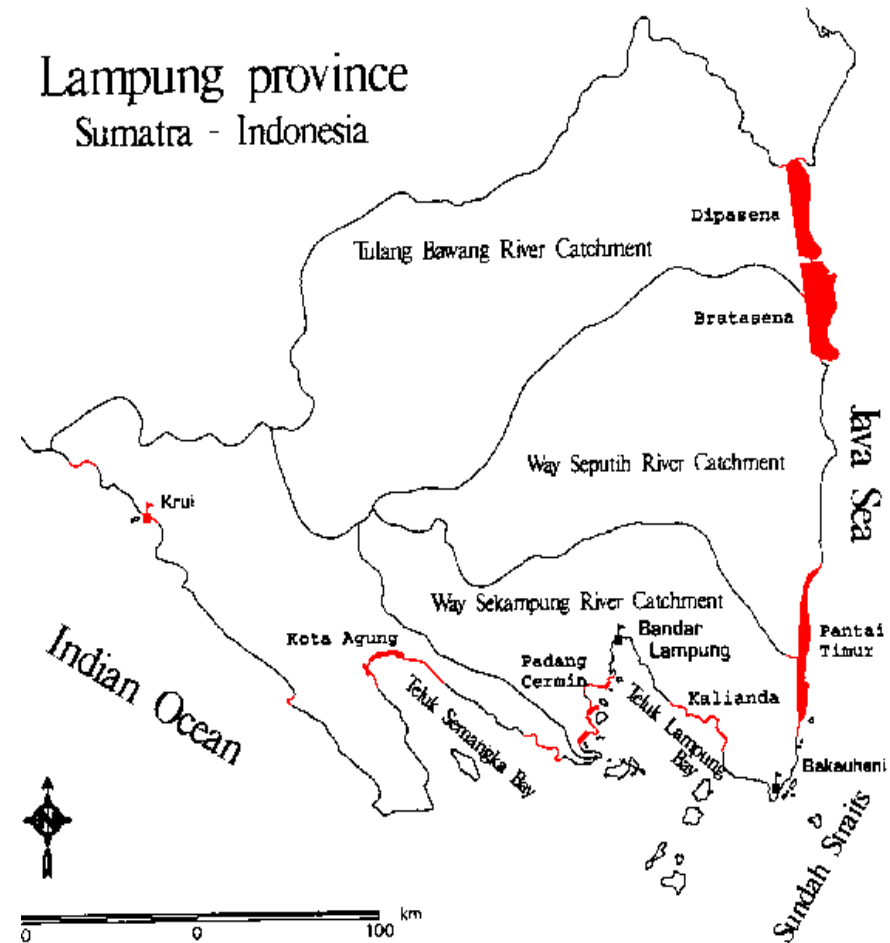 Lampung province
Sumatra - Indonesia
Dipasena
Tulang Bawang River Catchment
Bratasena
Java Sea
Way Seputih River Catchment
Krui
Way Sekampung River Catchment
Bandar
Lampung
Pantai
Timur
Kota Agung
Padang
Cermin
Kalianda
Indian Ocean
Teluk Semangka Bay
Teluk Lampung
Bay
Bakauheni
Sundah Straits
N
km
0 0 100